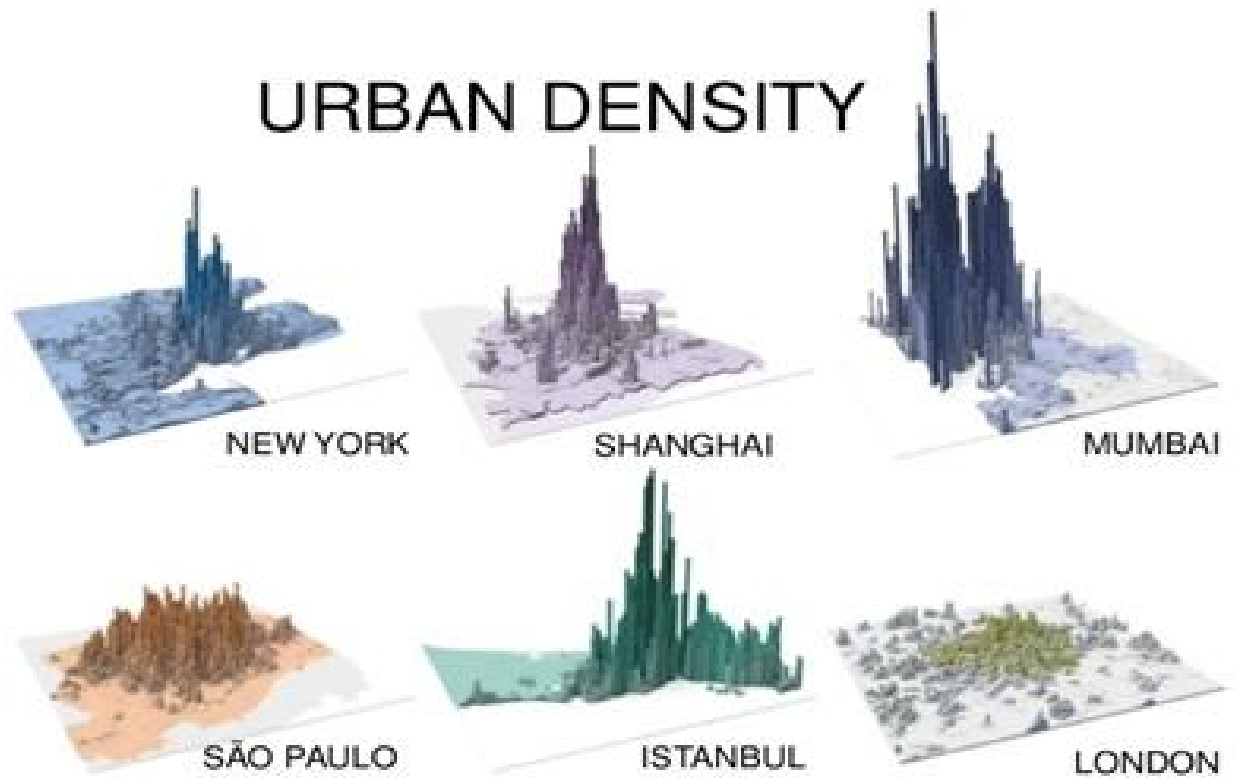 URBAN DENSITY
NEW YORK
SHANGHAI
MUMBAI
SÃO PAULO
ISTANBUL
LONDON